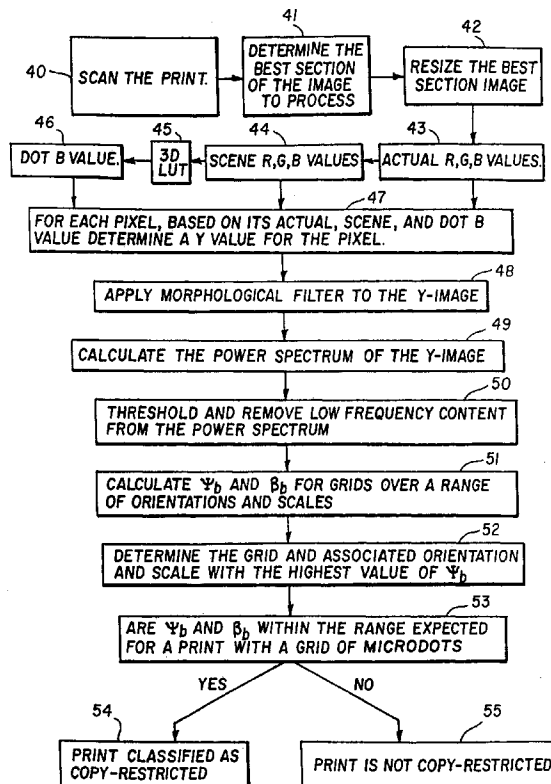 40
SCAN THE PRINT.
41
DETERMINE THE
BEST SECTION
OF THE IMAGE
TO PROCESS
42
RESIZE THE BEST
SECTION IMAGE
46
DOT B VALUE.
45
3D
LUT
44
SCENE R,G,B VALUES
43
ACTUAL R,G,B VALUES.
47
FOR EACH PIXEL, BASED ON ITS ACTUAL, SCENE, AND DOT B
VALUE DETERMINE A Y VALUE FOR THE PIXEL.
48
APPLY MORPHOLOGICAL FILTER TO THE Y-IMAGE
49
CALCULATE THE POWER SPECTRUM OF THE Y-IMAGE
50
THRESHOLD AND REMOVE LOW FREQUENCY CONTENT
FROM THE POWER SPECTRUM
51
CALCULATE Ψb AND βb FOR GRIDS OVER A RANGE
OF ORIENTATIONS AND SCALES
52
DETERMINE THE GRID AND ASSOCIATED ORIENTATION
AND SCALE WITH THE HIGHEST VALUE OF Ψb
53
ARE Ψb AND βb WITHIN THE RANGE EXPECTED
FOR A PRINT WITH A GRID OF MICRODOTS
YES
NO
54
PRINT CLASSIFIED AS
COPY-RESTRICTED
55
PRINT IS NOT COPY-RESTRICTED